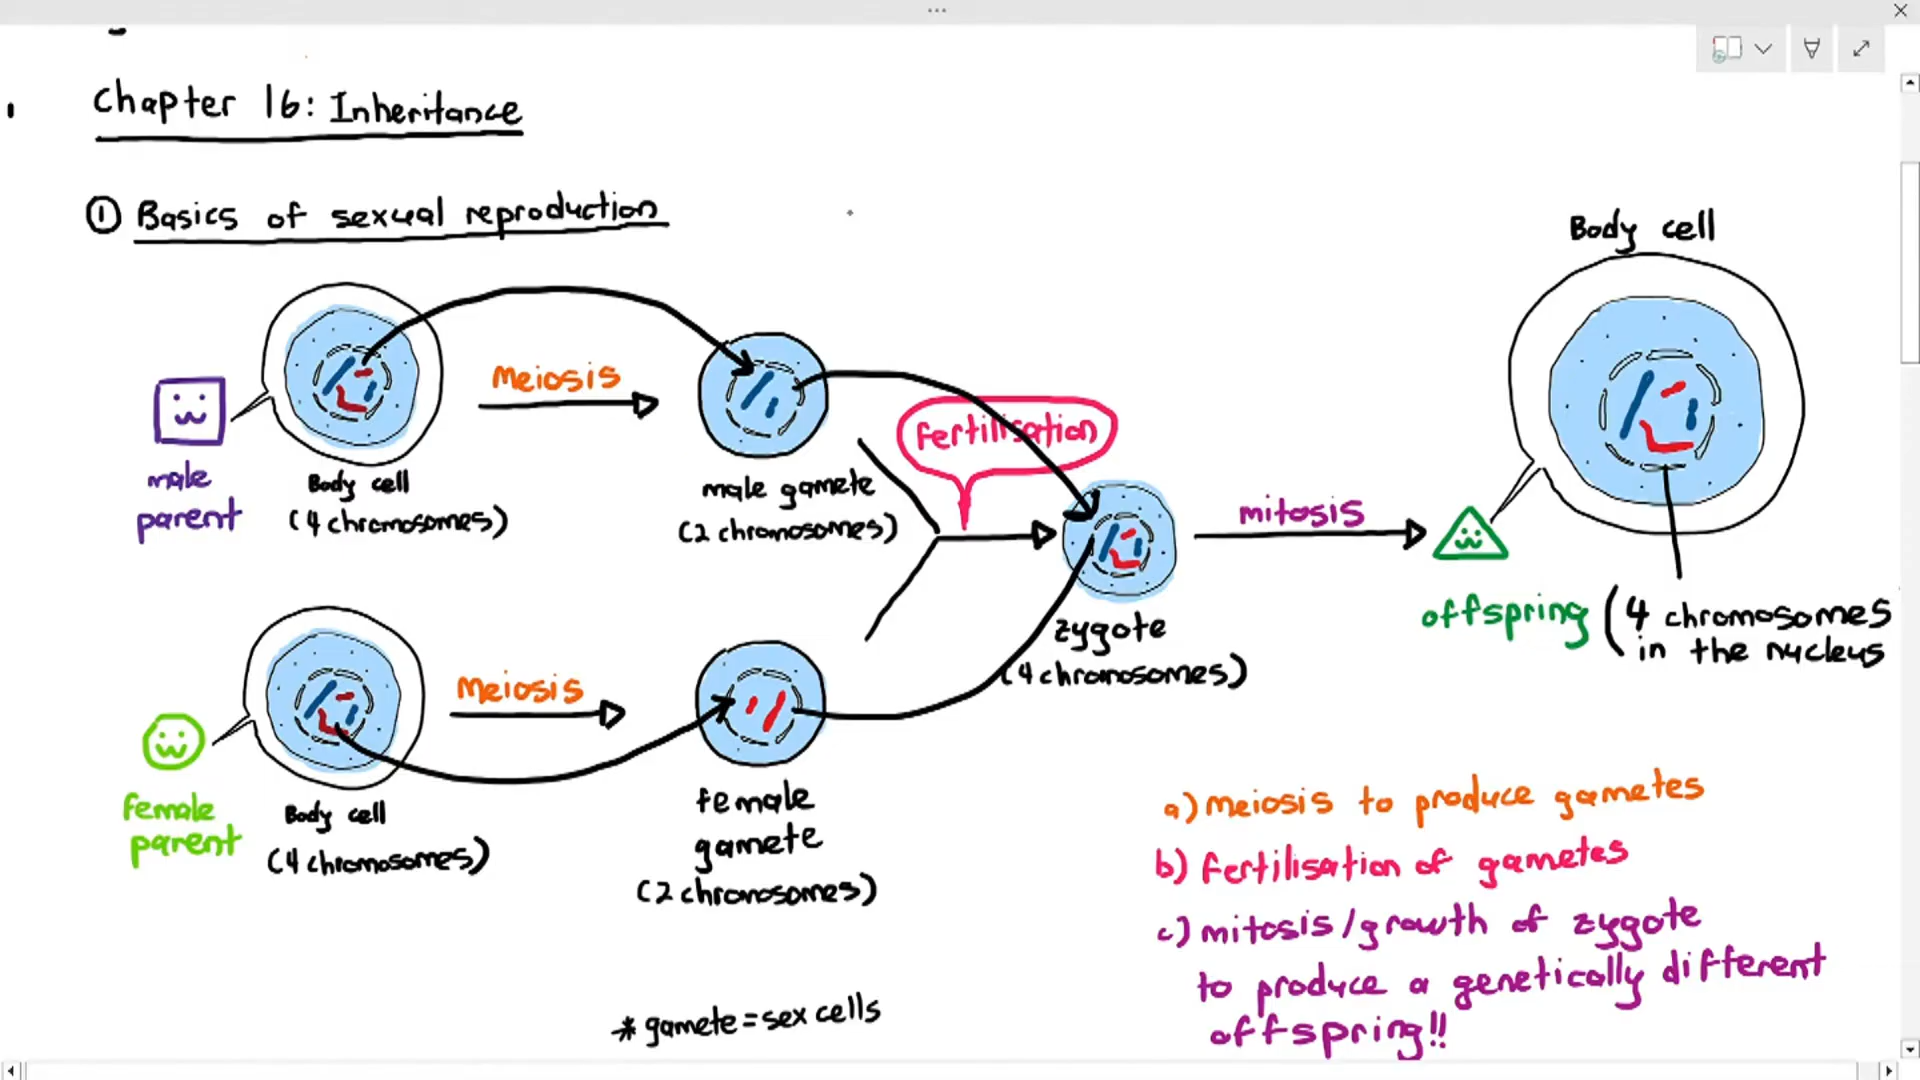 Chapter 16: Inheritance
① Basics of sexual reproduction
Body cell
Meiosis
fertilisation
male parent
Body cell
(4 chromosomes)
male gamete
(2 chromosomes)
mitosis
zygote
(4 chromosomes)
offspring
(4 chromosomes
in the nucleus
Meiosis
female parent
Body cell
(4 chromosomes)
female
gamete
(2 chromosomes)
a) meiosis to produce gametes
b) fertilisation of gametes
c) mitosis/growth of zygote
to produce a genetically different
offspring!!
* gamete = sex cells